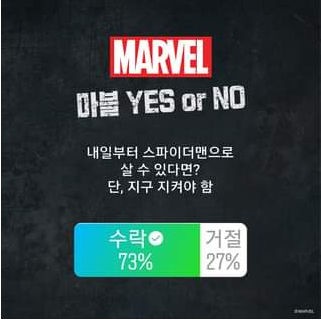 MARVEL
마블 YES or NO
내일부터 스파이더맨으로
살 수 있다면?
단, 지구 지켜야 함
수락 거절
73% 27%
©MARVEL